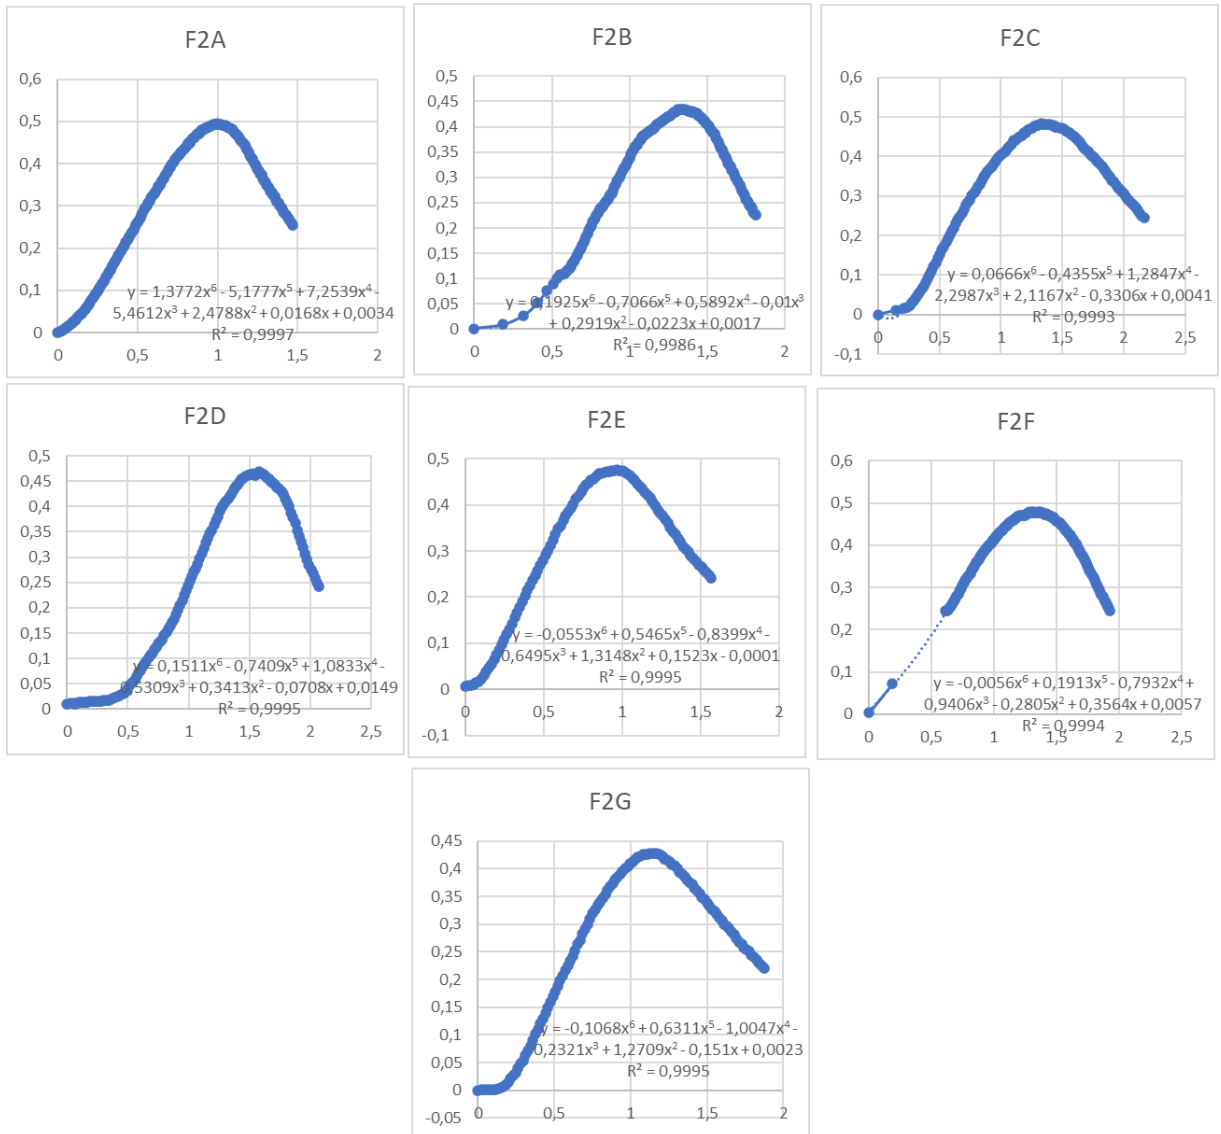 F2A
0,6
0,5
0,4
0,3
0,2
0,1
0
0 0,5 1 1,5 2
y = 1,3772x⁶ - 5,1777x⁵ + 7,2539x⁴ -
5,4612x³ + 2,4788x² + 0,0168x + 0,0034
R² = 0,9997
F2B
0,5
0,45
0,4
0,35
0,3
0,25
0,2
0,15
0,1
0,05
0
0 0,5 1 1,5 2
y = 0,1925x⁶ - 0,7066x⁵ + 0,5892x⁴ - 0,01x³
+ 0,2919x² - 0,0223x + 0,0017
R² = 0,9986
F2C
0,6
0,5
0,4
0,3
0,2
0,1
0
-0,1
0 0,5 1 1,5 2 2,5
y = 0,0666x⁶ - 0,4355x⁵ + 1,2847x⁴ -
2,2987x³ + 2,1167x² - 0,3306x + 0,0041
R² = 0,9993
F2D
0,5
0,45
0,4
0,35
0,3
0,25
0,2
0,15
0,1
0,05
0
0 0,5 1 1,5 2 2,5
y = 0,1511x⁶ - 0,7409x⁵ + 1,0833x⁴ -
0,5309x³ + 0,3413x² - 0,0708x + 0,0149
R² = 0,9995
F2E
0,5
0,4
0,3
0,2
0,1
0
-0,1
0 0,5 1 1,5 2
y = -0,0553x⁶ + 0,5465x⁵ - 0,8399x⁴ -
0,6495x³ + 1,3148x² + 0,1523x - 0,0001
R² = 0,9995
F2F
0,6
0,5
0,4
0,3
0,2
0,1
0
0 0,5 1 1,5 2 2,5
y = -0,0056x⁶ + 0,1913x⁵ - 0,7932x⁴ +
0,9406x³ - 0,2805x² + 0,3564x + 0,0057
R² = 0,9994
F2G
0,45
0,4
0,35
0,3
0,25
0,2
0,15
0,1
0,05
0
-0,05
0 0,5 1 1,5 2
y = -0,1068x⁶ + 0,6311x⁵ - 1,0047x⁴ -
0,2321x³ + 1,2709x² - 0,151x + 0,0023
R² = 0,9995